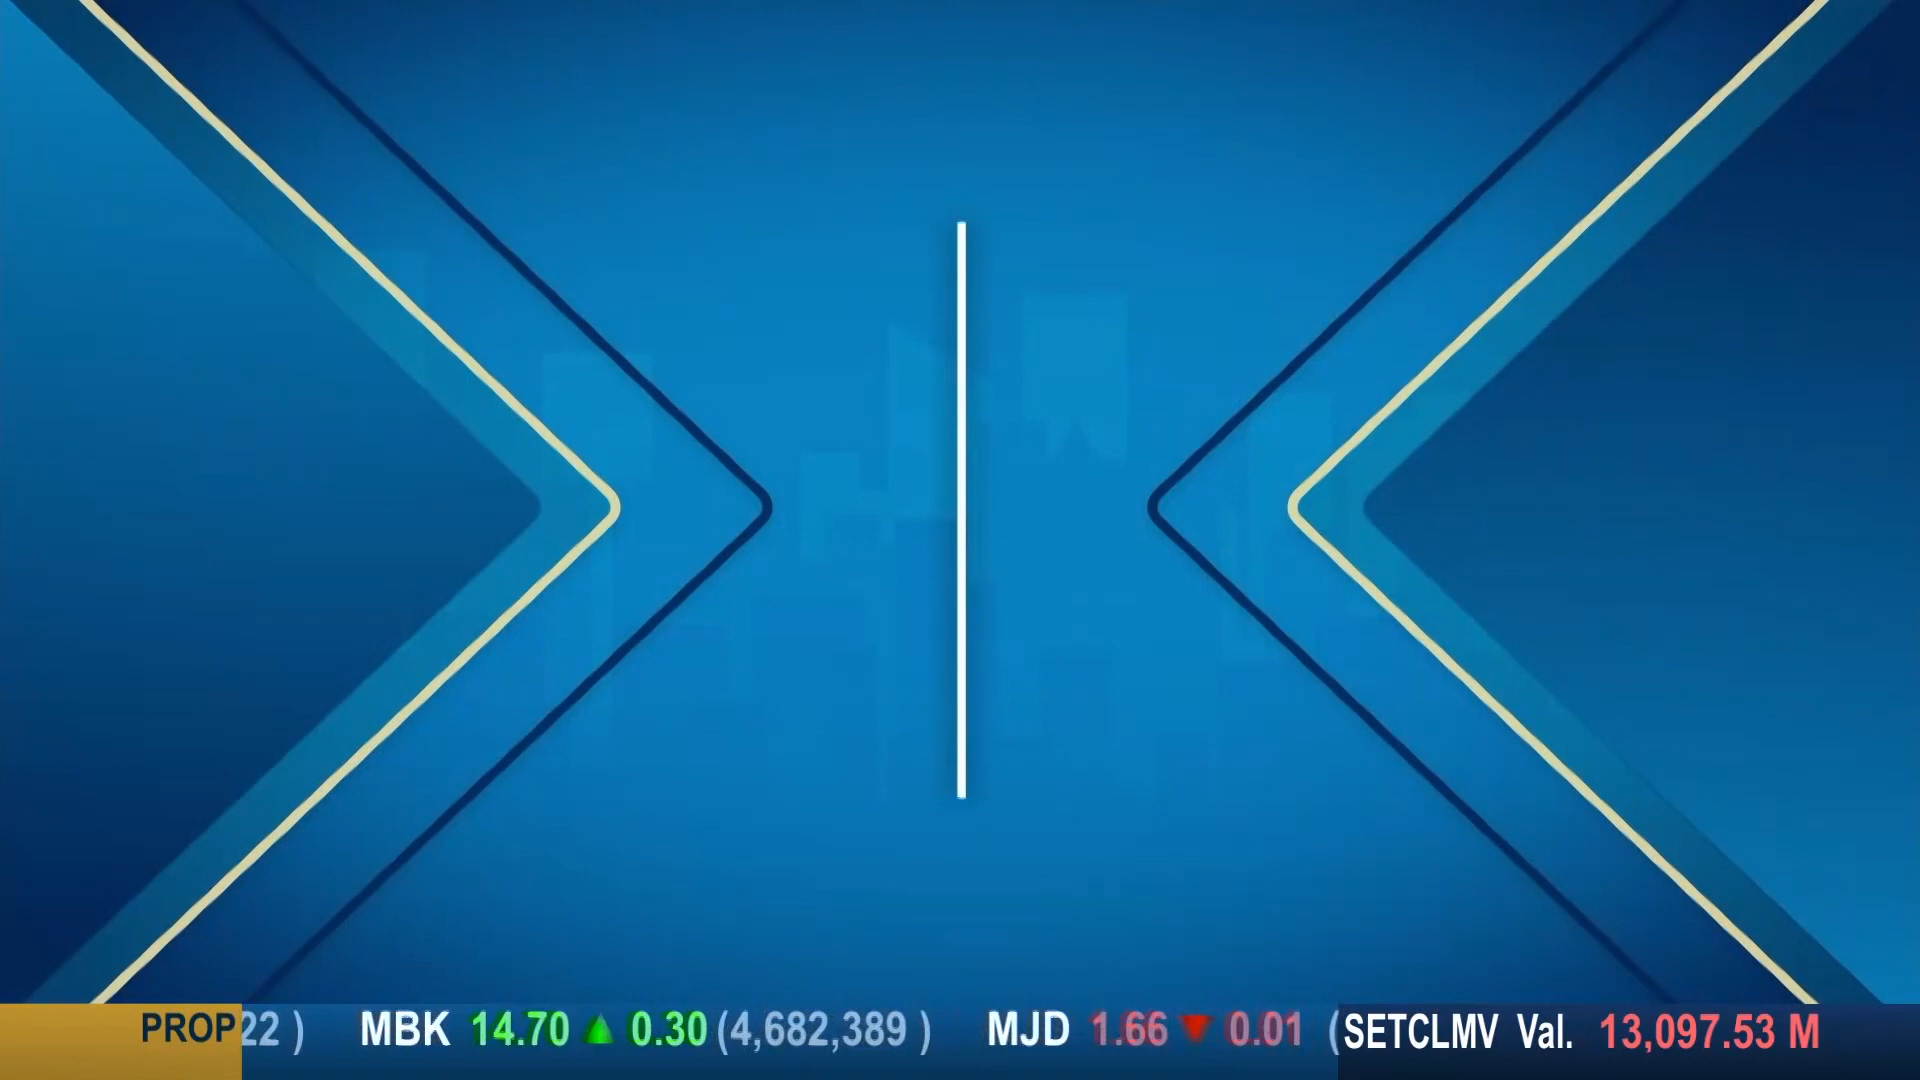 PROP 22 ) MBK 14.70 ▲ 0.30 (4,682,389 ) MJD 1.66 ▼ 0.01 ( SETCLMV Val. 13,097.53 M